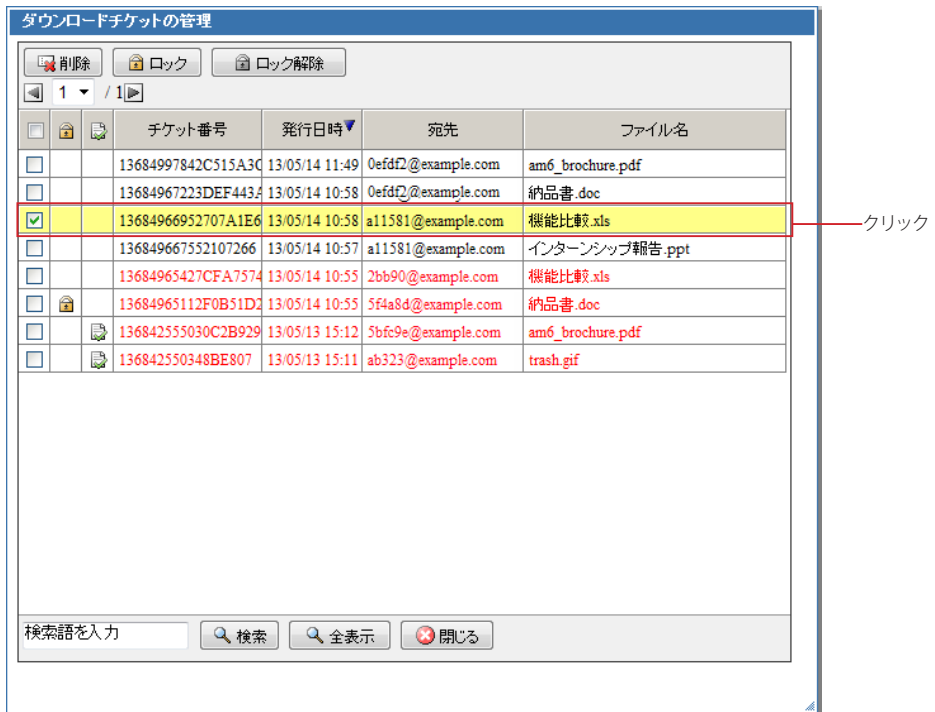 ダウンロードチケットの管理
削除 ロック ロック解除
1 / 1
チケット番号 発行日時 宛先 ファイル名
13684997842C515A3C 13/05/14 11:49 0efdf2@example.com am6_brochure.pdf
13684967223DEF443A 13/05/14 10:58 0efdf2@example.com 納品書.doc
13684966952707A1E6 13/05/14 10:58 a11581@example.com 機能比較.xls
クリック
136849667552107266 13/05/14 10:57 a11581@example.com インターンシップ報告.ppt
13684965427CFA7574 13/05/14 10:55 2bb90@example.com 機能比較.xls
13684965112F0B51D2 13/05/14 10:55 5f4a8d@example.com 納品書.doc
136842555030C2B929 13/05/13 15:12 5bfc9e@example.com am6_brochure.pdf
136842550348BE807 13/05/13 15:11 ab323@example.com trash.gif
検索語を入力 検索 全表示 閉じる